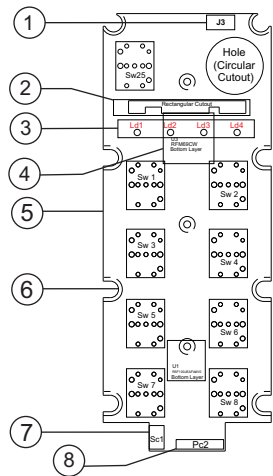 1
J3
Hole
(Circular
Cutout)
Sw25
2
Rectangular Cutout
3
Ld1 Ld2 Ld3 Ld4
4
U3
RFM69CW
Bottom Layer
5
Sw 1
Sw 2
Sw 3
Sw 4
6
Sw 5
Sw 6
U1
Bottom Layer
Sw 7
Sw 8
7
Sc1
Pc2
8